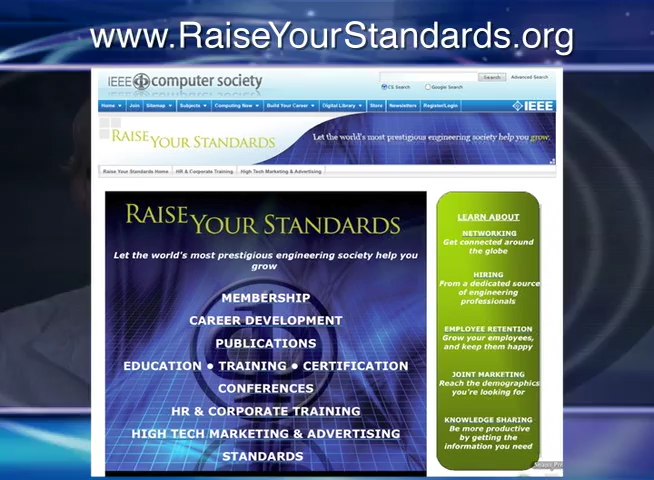 www.RaiseYourStandards.org
IEEE computer society
Search Advanced Search
CS Search Google Search
Home Join Sitemap Subjects Computing Now Build Your Career Digital Library Store Newsletters Register/Login IEEE
RAISE YOUR STANDARDS
Let the world's most prestigious engineering society help you grow.
Raise Your Standards Home HR & Corporate Training High Tech Marketing & Advertising
RAISE YOUR STANDARDS
Let the world's most prestigious engineering society help you
grow
MEMBERSHIP
CAREER DEVELOPMENT
PUBLICATIONS
EDUCATION • TRAINING • CERTIFICATION
CONFERENCES
HR & CORPORATE TRAINING
HIGH TECH MARKETING & ADVERTISING
STANDARDS
LEARN ABOUT
NETWORKING
Get connected around
the globe
HIRING
From a dedicated source
of engineering
professionals
EMPLOYEE RETENTION
Grow your employees,
and keep them happy
JOINT MARKETING
Reach the demographics
you're looking for
KNOWLEDGE SHARING
Be more productive
by getting the
information you need